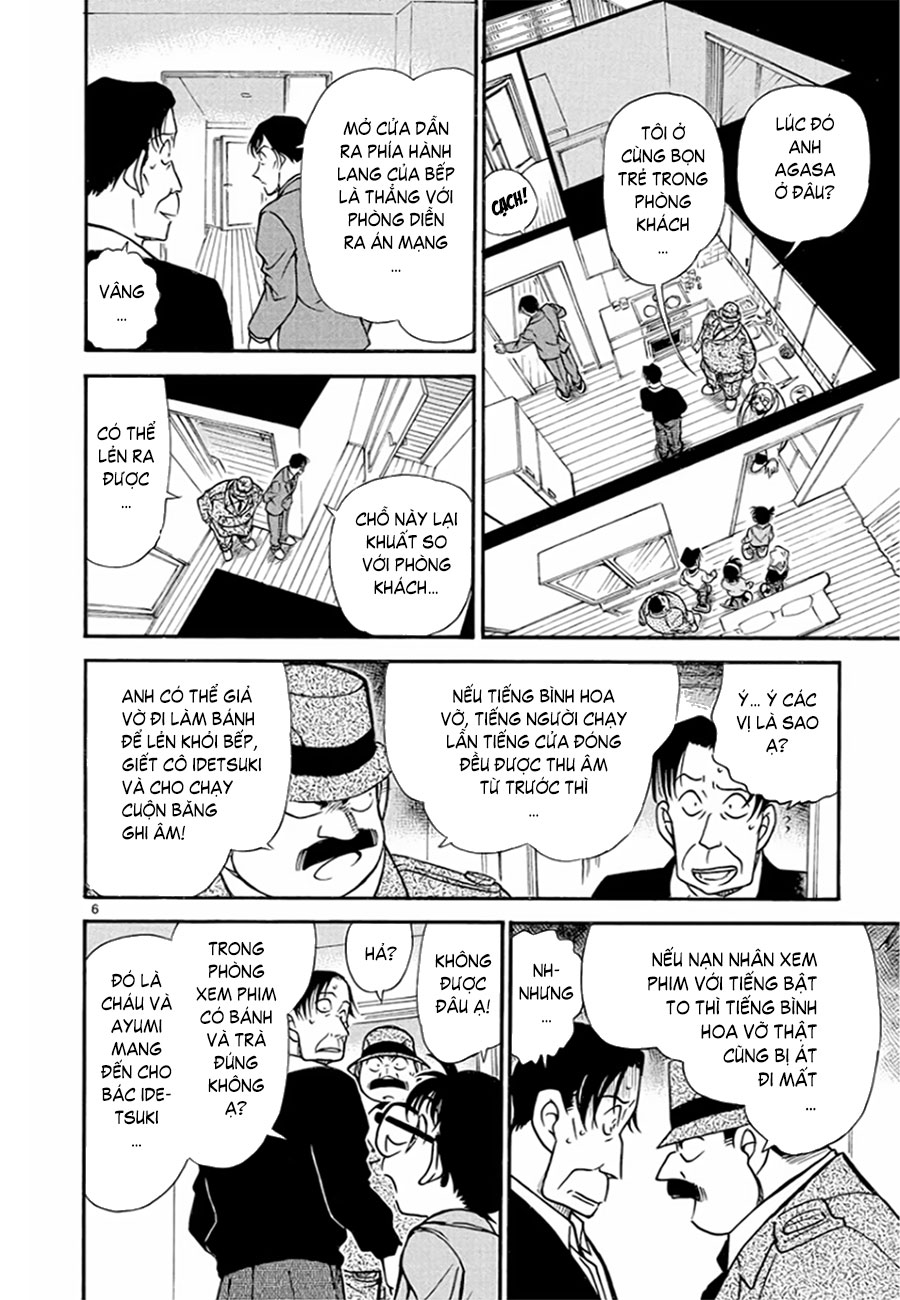 LÚC ĐÓ
ANH
AGASA
Ở ĐÂU?
TÔI Ở
CÙNG BỌN
TRẺ TRONG
PHÒNG
KHÁCH
...
CẠCH!
MỞ CỬA DẪN
RA PHÍA HÀNH
LANG CỦA BẾP
LÀ THẲNG VỚI
PHÒNG DIỄN
RA ÁN MẠNG
...
VÂNG
...
CHỖ NÀY LẠI
KHUẤT SO
VỚI PHÒNG
KHÁCH...
CÓ THỂ
LẺN RA
ĐƯỢC
...
Ý... Ý CÁC
VỊ LÀ SAO
Ạ?
NẾU TIẾNG BÌNH HOA
VỠ, TIẾNG NGƯỜI CHẠY
LẪN TIẾNG CỬA ĐÓNG
ĐỀU ĐƯỢC THU ÂM
TỪ TRƯỚC THÌ
...
ANH CÓ THỂ GIẢ
VỜ ĐI LÀM BÁNH
ĐỂ LẺN KHỎI BẾP,
GIẾT CÔ IDETSUKI
VÀ CHO CHẠY
CUỘN BĂNG
GHI ÂM!
6
NẾU NẠN NHÂN XEM
PHIM VỚI TIẾNG BẬT
TO THÌ TIẾNG BÌNH
HOA VỠ THẬT
CŨNG BỊ ÁT
ĐI MẤT
...
NH-
NHƯNG
...
KHÔNG
ĐƯỢC
ĐÂU Ạ!
HẢ?
TRONG
PHÒNG
XEM PHIM
CÓ BÁNH
VÀ TRÀ
ĐÚNG
KHÔNG
Ạ?
ĐÓ LÀ
CHÁU VÀ
AYUMI
MANG
ĐẾN CHO
BÁC IDE-
TSUKI
...